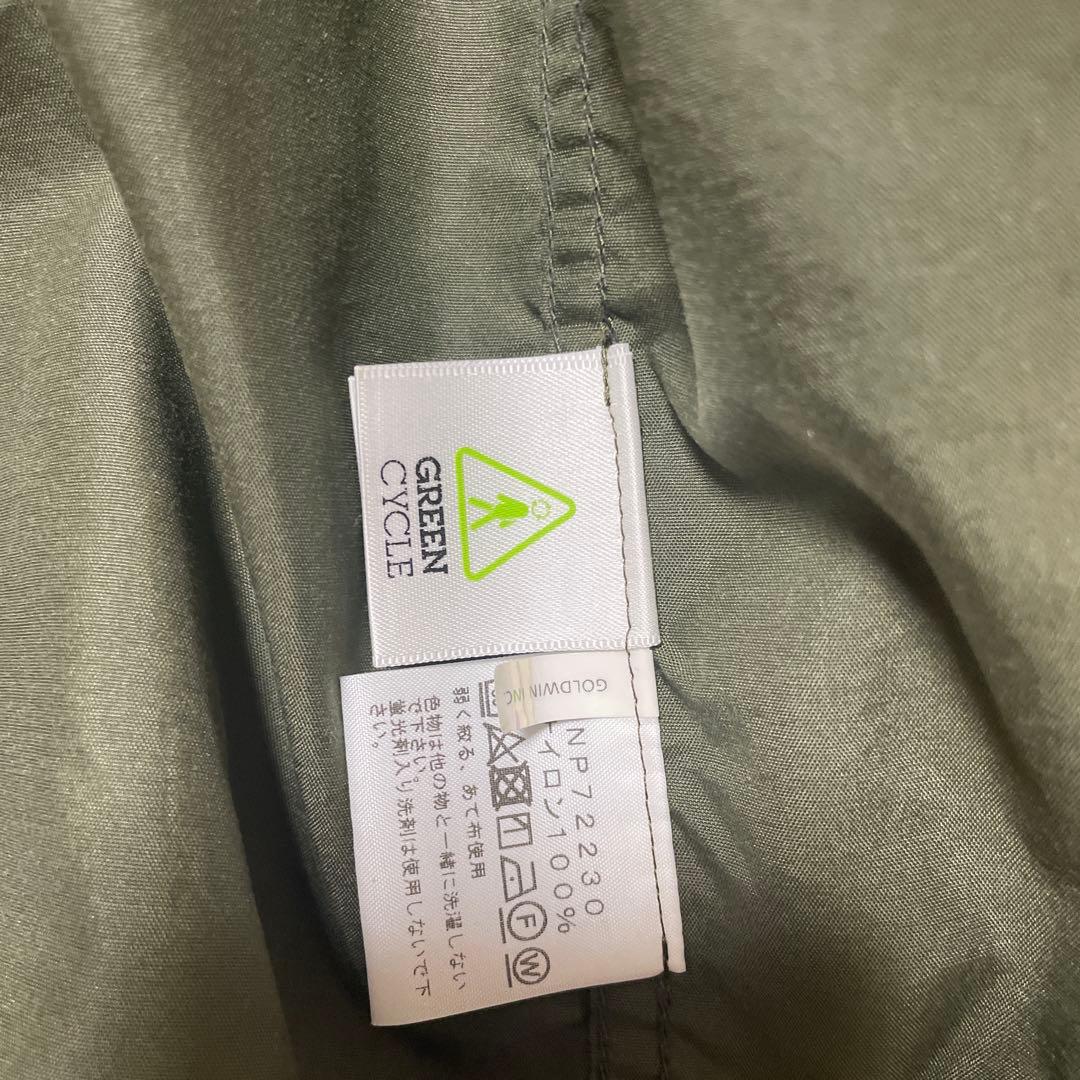 GREEN
CYCLE
GOLDWIN INC
NP72230
イロン100%
F
W
弱く絞る、あて布使用
色物は他の物と一緒に洗濯しない
で下さい。
蛍光剤入り洗剤は使用しないで下
さい。